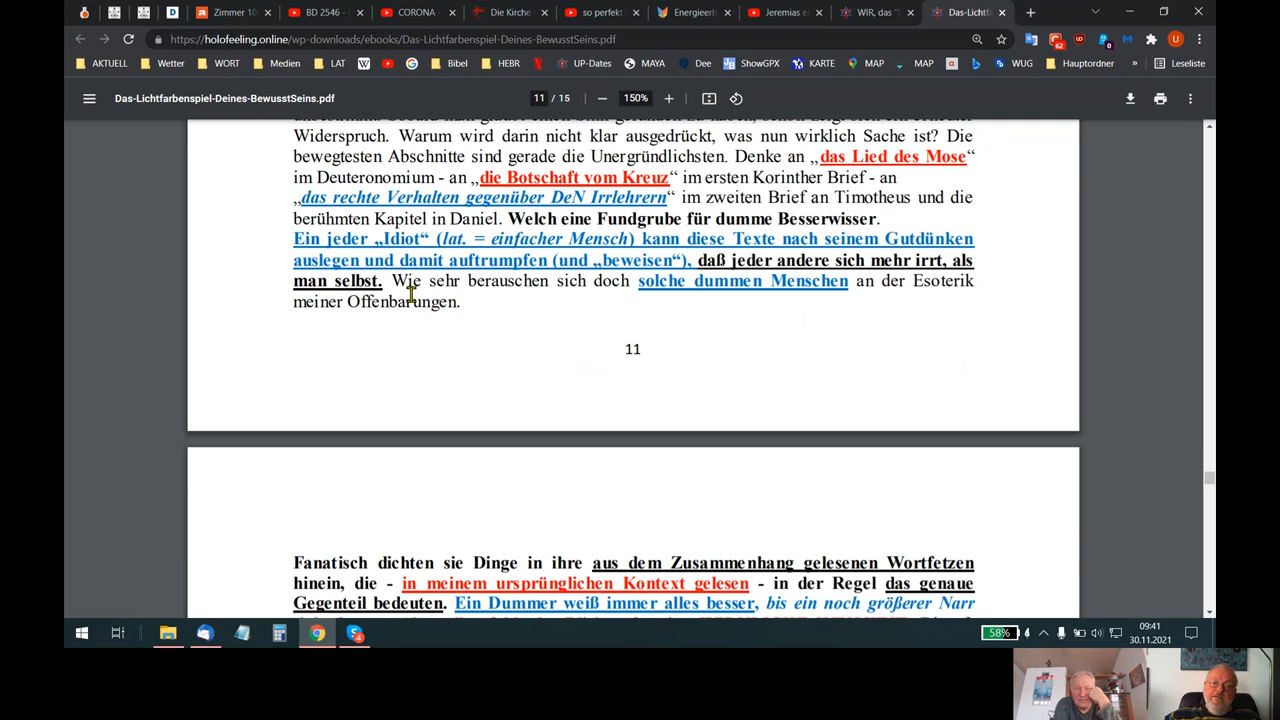 Zimmer 10
BD 2546 -
CORONA -
Die Kirche
so perfekt
Energieerh
Jeremias e
WIR, das "
Das-Lichtf
https://holofeeling.online/wp-downloads/ebooks/Das-Lichtfarbenspiel-Deines-BewusstSeins.pdf
62
0
U
AKTUELL
Wetter
WORT
Medien
LAT
W
G
Bibel
HEBR
UP-Dates
MAYA
Dee
ShowGPX
KARTE
MAP
MAP
WUG
Hauptordner
»
Leseliste
Das-Lichtfarbenspiel-Deines-BewusstSeins.pdf
11 / 15
150%
Widerspruch. Warum wird darin nicht klar ausgedrückt, was nun wirklich Sache ist? Die
bewegtesten Abschnitte sind gerade die Unergründlichsten. Denke an „das Lied des Mose“
im Deuteronomium - an „die Botschaft vom Kreuz“ im ersten Korinther Brief - an
„das rechte Verhalten gegenüber DeN Irrlehrern“ im zweiten Brief an Timotheus und die
berühmten Kapitel in Daniel. Welch eine Fundgrube für dumme Besserwisser.
Ein jeder „Idiot“ (lat. = einfacher Mensch) kann diese Texte nach seinem Gutdünken
auslegen und damit auftrumpfen (und „beweisen“), daß jeder andere sich mehr irrt, als
man selbst. Wie sehr berauschen sich doch solche dummen Menschen an der Esoterik
meiner Offenbarungen.
11
Fanatisch dichten sie Dinge in ihre aus dem Zusammenhang gelesenen Wortfetzen
hinein, die - in meinem ursprünglichen Kontext gelesen - in der Regel das genaue
Gegenteil bedeuten. Ein Dummer weiß immer alles besser, bis ein noch größerer Narr
58%
09:41
30.11.2021